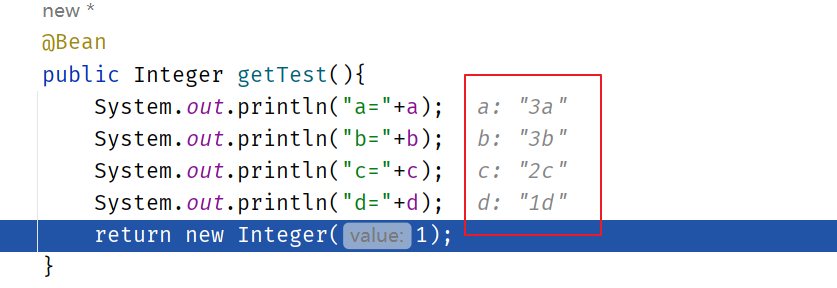 new *
@Bean
public Integer getTest(){
System.out.println("a="+a); a: "3a"
System.out.println("b="+b); b: "3b"
System.out.println("c="+c); c: "2c"
System.out.println("d="+d); d: "1d"
return new Integer( value: 1);
}